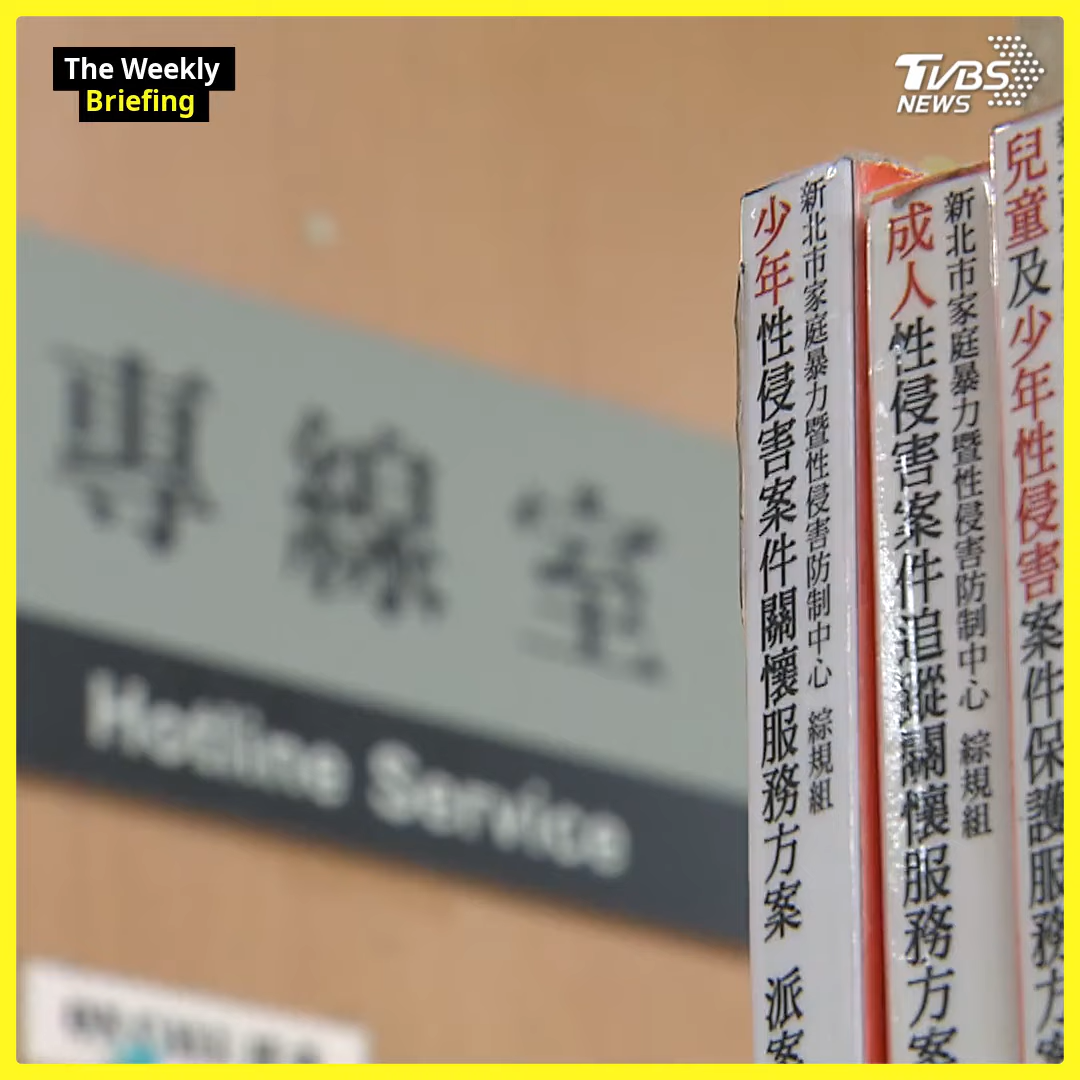 The Weekly
Briefing
TVBS
NEWS
專線室
Hotline Service
少年性侵害案件關懷服務方案 派案
新北市家庭暴力暨性侵害防制中心 綜規組
成人性侵害案件追蹤關懷服務方案
新北市家庭暴力暨性侵害防制中心 綜規組
兒童及少年性侵害案件保護服務方案